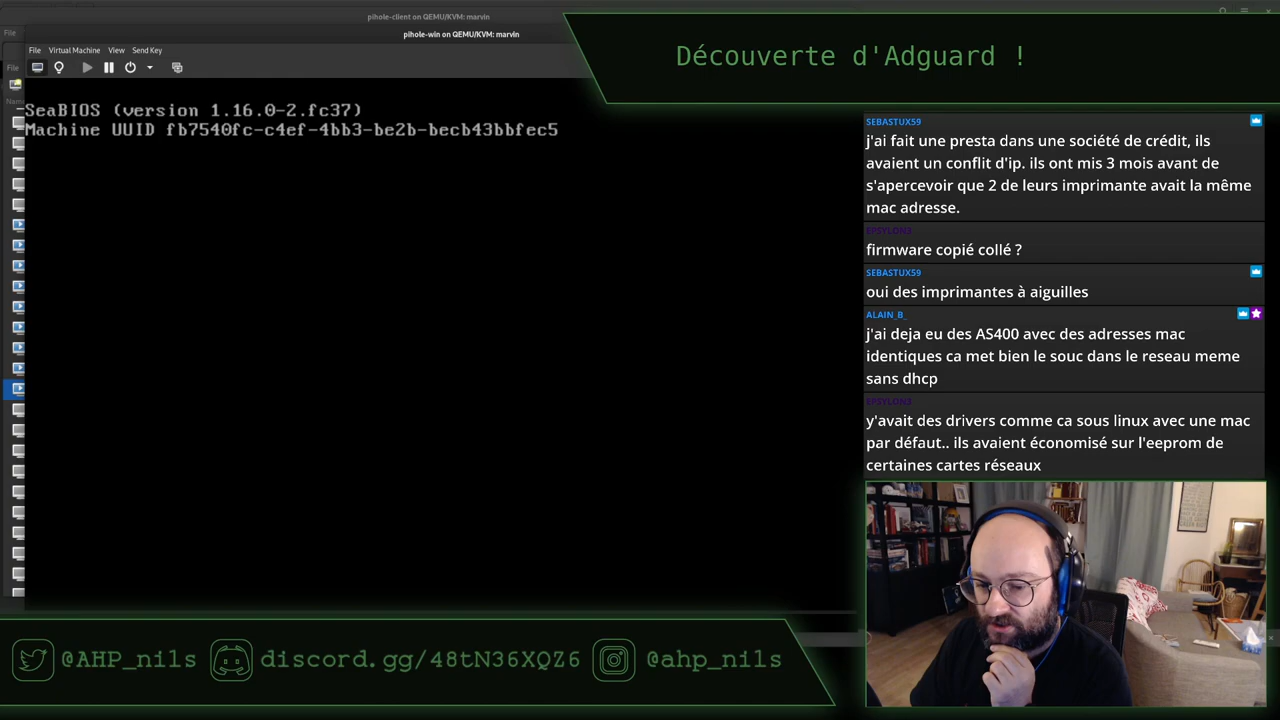 pihole-client on QEMU/KVM: marvin
File
pihole-win on QEMU/KVM: marvin
File Virtual Machine View Send Key
File
Nam
SeaBIOS (version 1.16.0-2.fc37)
Machine UUID fb7540fc-c4ef-4bb3-be2b-becb43bbfec5
Découverte d'Adguard !
SEBASTUX59
j'ai fait une presta dans une société de crédit, ils
avaient un conflit d'ip. ils ont mis 3 mois avant de
s'apercevoir que 2 de leurs imprimante avait la même
mac adresse.
EPSYLON3
firmware copié collé ?
SEBASTUX59
oui des imprimantes à aiguilles
ALAIN_B_
j'ai deja eu des AS400 avec des adresses mac
identiques ca met bien le souc dans le reseau meme
sans dhcp
EPSYLON3
y'avait des drivers comme ca sous linux avec une mac
par défaut.. ils avaient économisé sur l'eeprom de
certaines cartes réseaux
@AHP_nils discord.gg/48tN36XQZ6 @ahp_nils